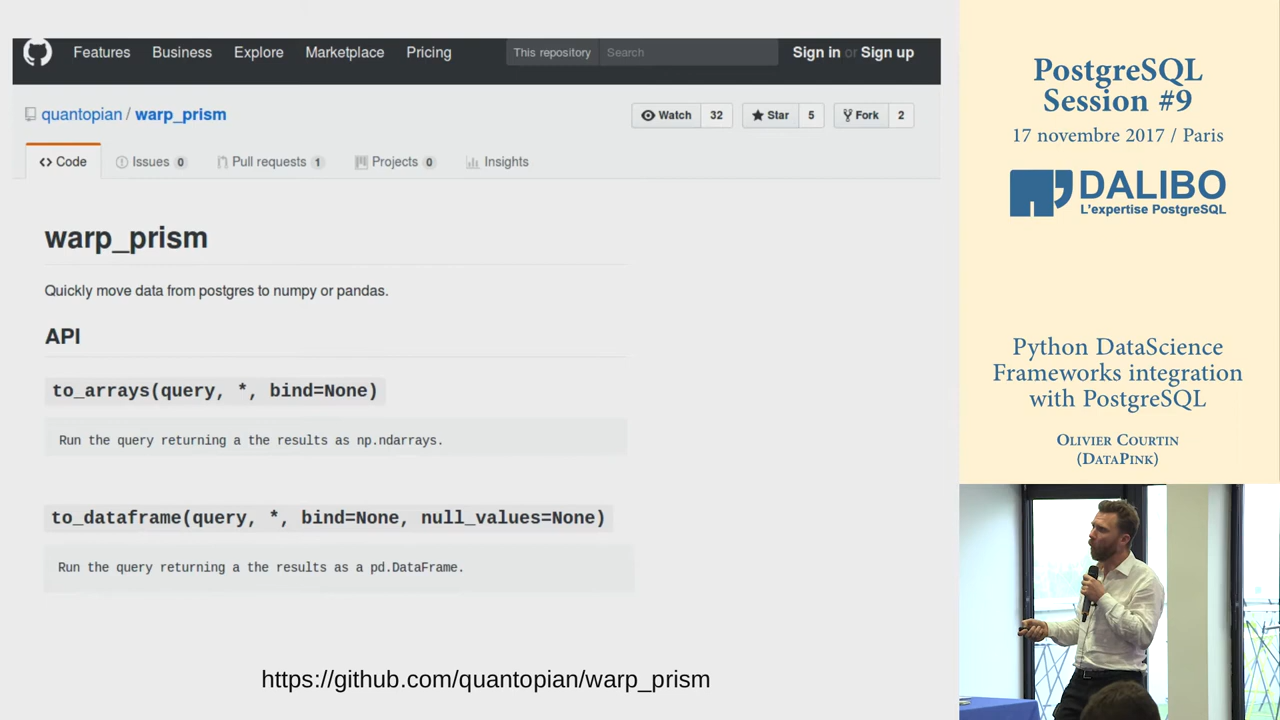 Features Business Explore Marketplace Pricing This repository Search Sign in or Sign up
quantopian / warp_prism Watch 32 Star 5 Fork 2
Code Issues 0 Pull requests 1 Projects 0 Insights
warp_prism
Quickly move data from postgres to numpy or pandas.
API
to_arrays(query, *, bind=None)
Run the query returning a the results as np.ndarrays.
to_dataframe(query, *, bind=None, null_values=None)
Run the query returning a the results as a pd.DataFrame.
https://github.com/quantopian/warp_prism
PostgreSQL
Session #9
17 novembre 2017 / Paris
DALIBO
L'expertise PostgreSQL
Python DataScience
Frameworks integration
with PostgreSQL
Olivier Courtin
(DataPink)